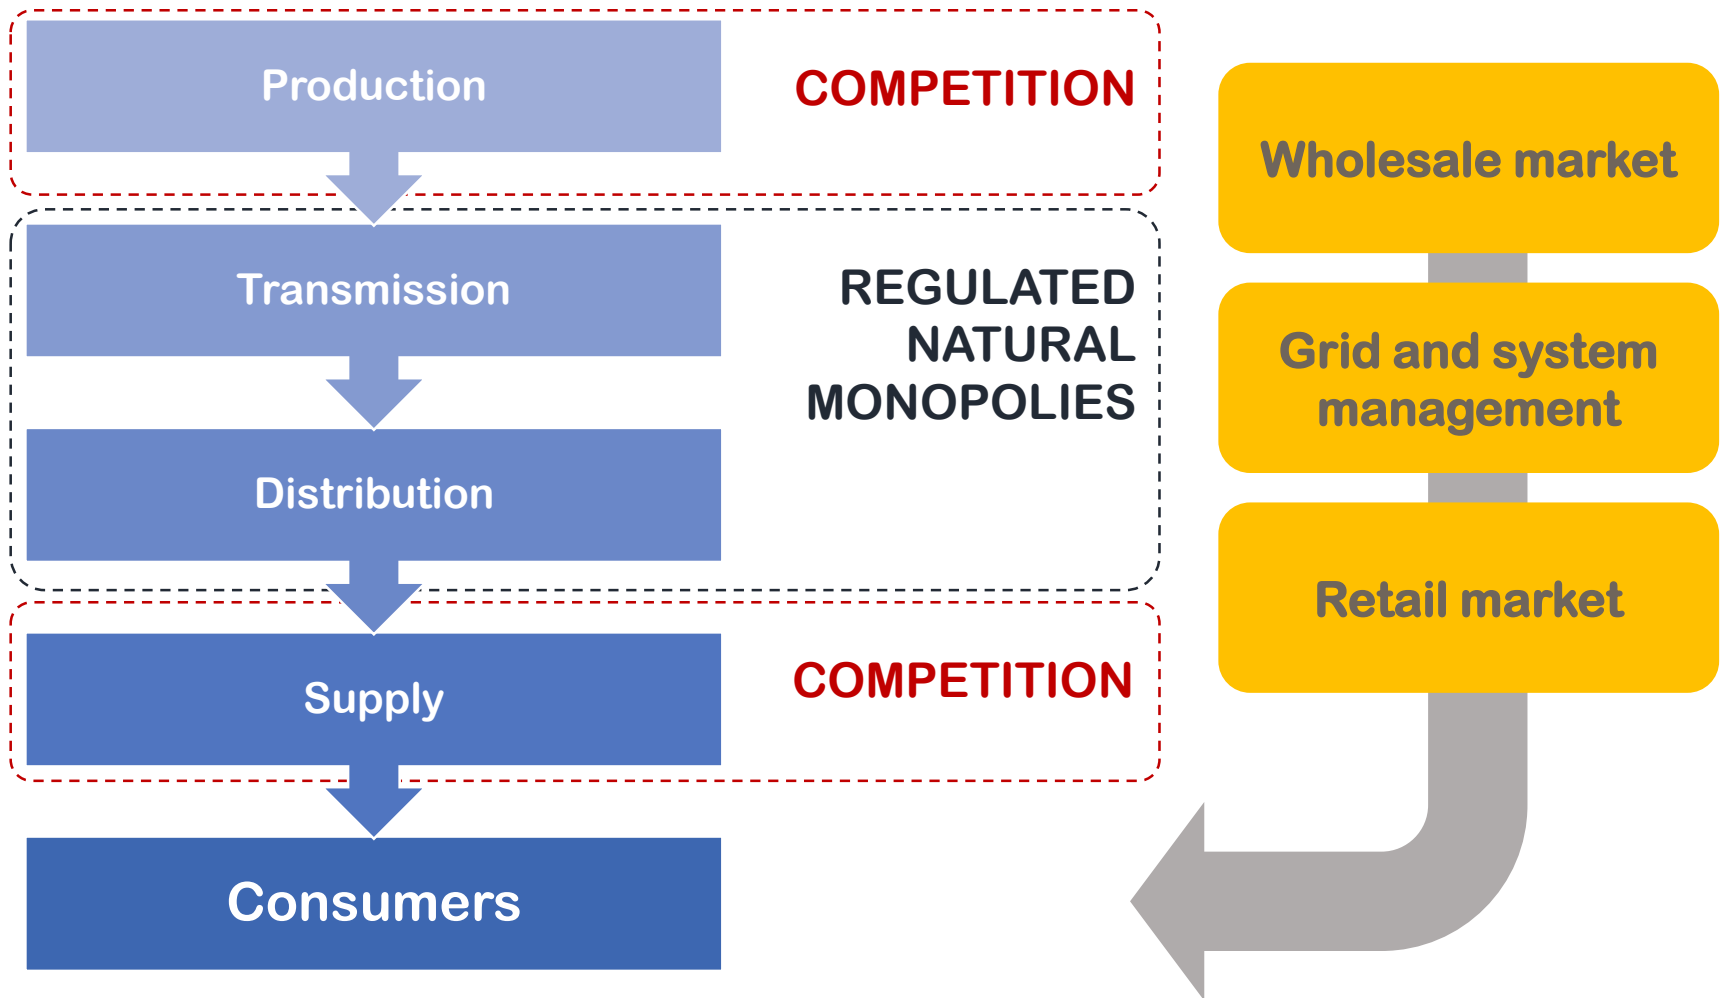 Production
COMPETITION
Wholesale market
Transmission
REGULATED
NATURAL
MONOPOLIES
Grid and system
management
Distribution
Retail market
Supply
COMPETITION
Consumers